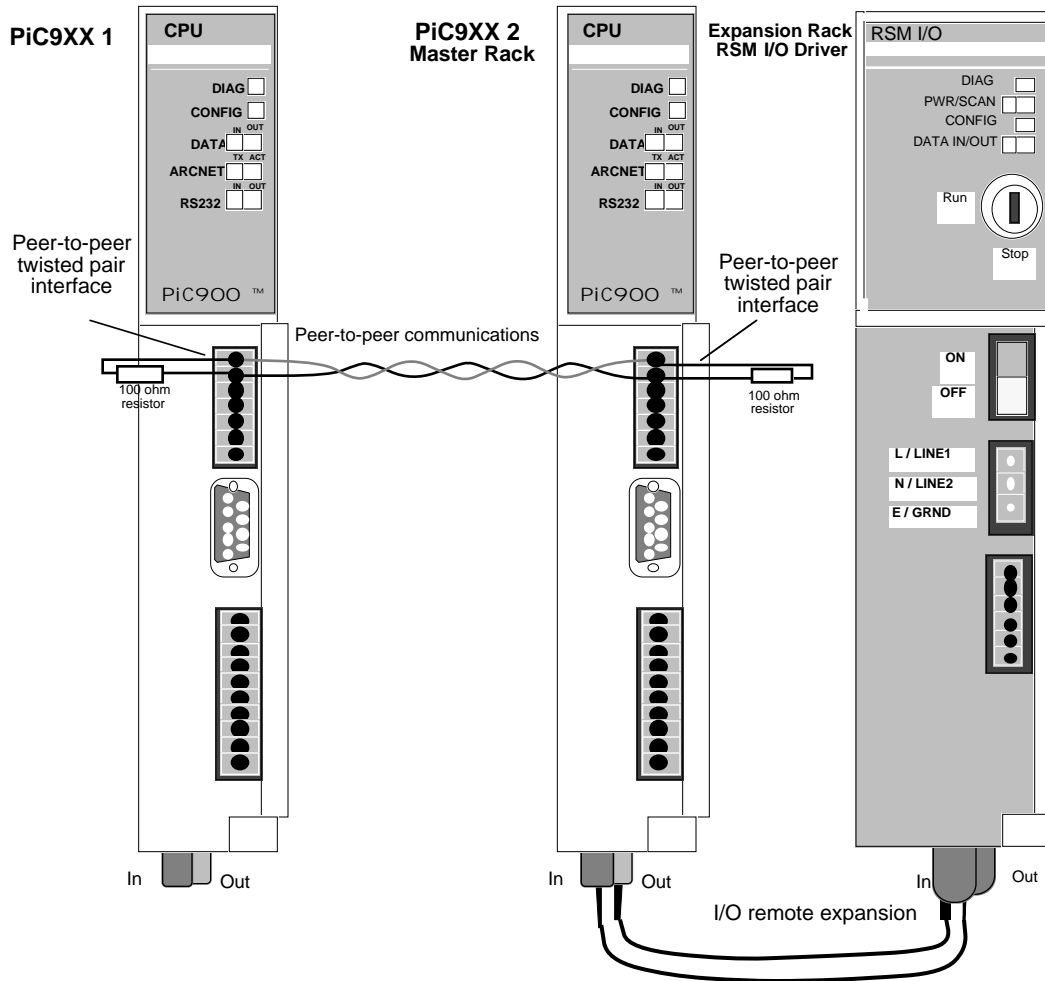 PiC9XX 1
CPU
DIAG
CONFIG
IN OUT
DATA
TX ACT
ARCNET
IN OUT
RS232
PiC900 ™
Peer-to-peer
twisted pair
interface
100 ohm
resistor
In
Out
Peer-to-peer communications
PiC9XX 2
Master Rack
CPU
DIAG
CONFIG
IN OUT
DATA
TX ACT
ARCNET
IN OUT
RS232
PiC900 ™
Peer-to-peer
twisted pair
interface
100 ohm
resistor
In
Out
Expansion Rack
RSM I/O Driver
RSM I/O
DIAG
PWR/SCAN
CONFIG
DATA IN/OUT
Run
Stop
ON
OFF
L / LINE1
N / LINE2
E / GRND
In
Out
I/O remote expansion